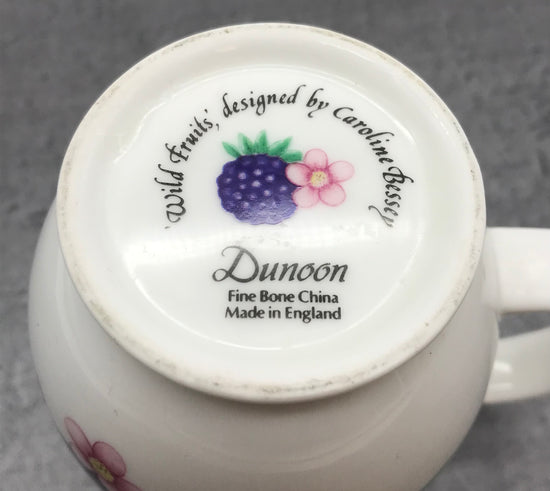 'Wild Fruits', designed by Caroline Bessey
Dunoon
Fine Bone China
Made in England